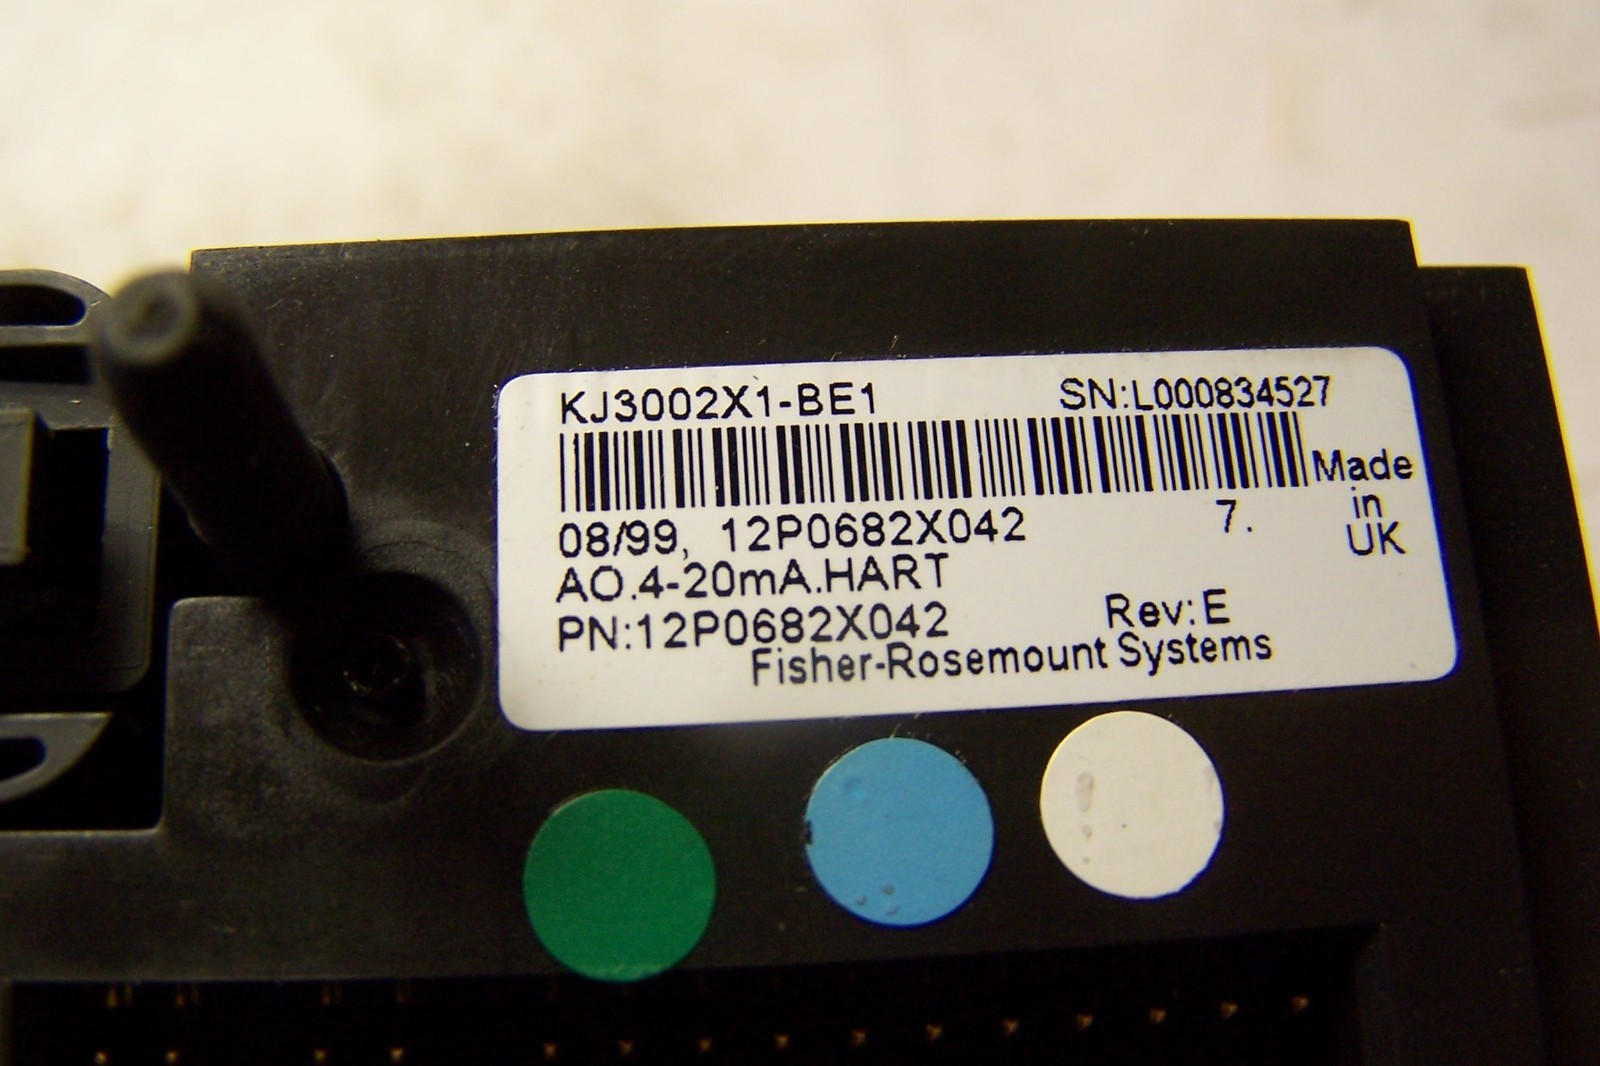 KJ3002X1-BE1 SN:L000834527
Made
in
UK
08/99, 12P0682X042 7.
AO.4-20mA.HART
PN:12P0682X042 Rev:E
Fisher-Rosemount Systems